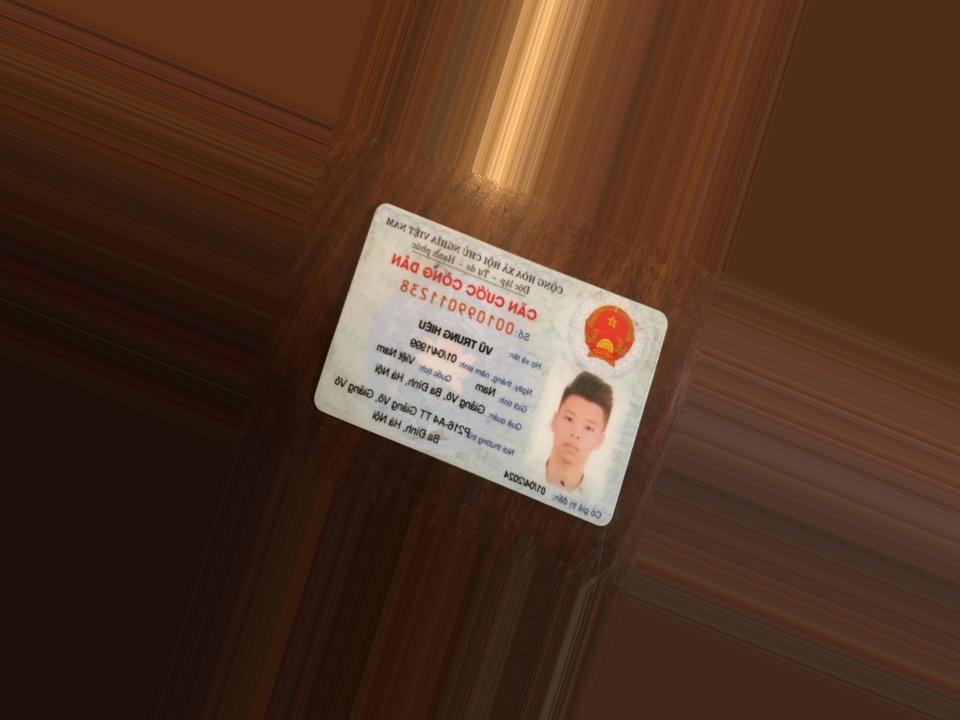 CỘNG HÒA XÃ HỘI CHỦ NGHĨA VIỆT NAM
Độc lập - Tự do - Hạnh phúc
CĂN CƯỚC CÔNG DÂN
Số: 001099011238
Họ và tên: VŨ TRUNG HIẾU
Ngày, tháng, năm sinh: 01/04/1999
Giới tính: Nam Quốc tịch: Việt Nam
Quê quán: Giảng Võ, Ba Đình, Hà Nội
Nơi thường trú: P216-A4 TT Giảng Võ, Giảng Võ
Ba Đình, Hà Nội
Có giá trị đến: 01/04/2024